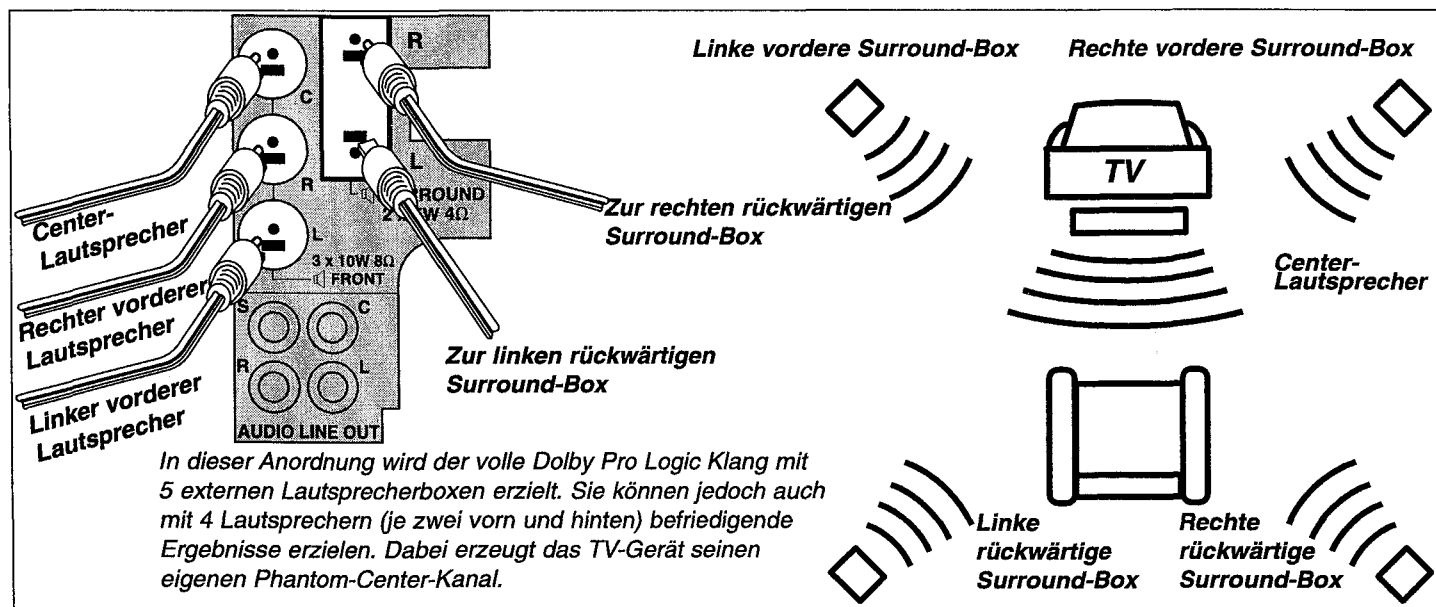 R
C
R
L
L
SURROUND
4Ω
3 x 10W 8Ω
FRONT
S
C
R
L
AUDIO LINE OUT
Center-
Lautsprecher
Rechter vorderer
Lautsprecher
Linker vorderer
Lautsprecher
Zur rechten rückwärtigen
Surround-Box
Zur linken rückwärtigen
Surround-Box
In dieser Anordnung wird der volle Dolby Pro Logic Klang mit
5 externen Lautsprecherboxen erzielt. Sie können jedoch auch
mit 4 Lautsprechern (je zwei vorn und hinten) befriedigende
Ergebnisse erzielen. Dabei erzeugt das TV-Gerät seinen
eigenen Phantom-Center-Kanal.
Linke vordere Surround-Box
Rechte vordere Surround-Box
TV
Center-
Lautsprecher
Linke
rückwärtige
Surround-Box
Rechte
rückwärtige
Surround-Box